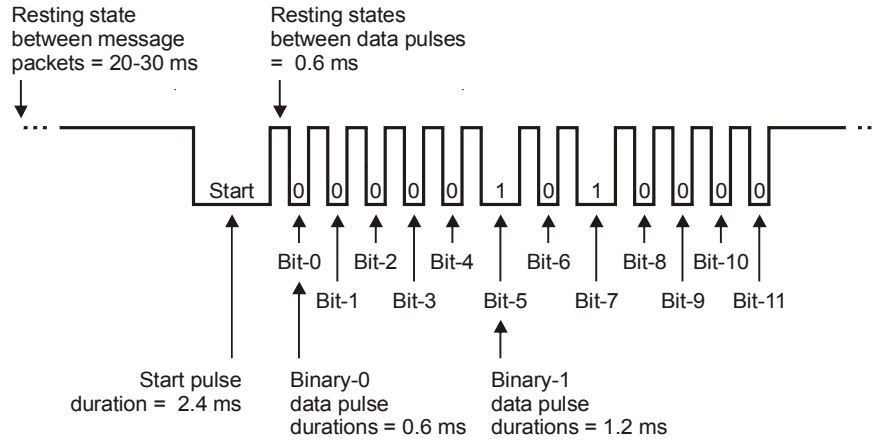 Resting state
between message
packets = 20-30 ms
Resting states
between data pulses
= 0.6 ms
Start 0 0 0 0 0 1 0 1 0 0 0 0
Bit-0 Bit-2 Bit-4 Bit-6 Bit-8 Bit-10
Bit-1 Bit-3 Bit-5 Bit-7 Bit-9 Bit-11
Start pulse
duration = 2.4 ms
Binary-0
data pulse
durations = 0.6 ms
Binary-1
data pulse
durations = 1.2 ms